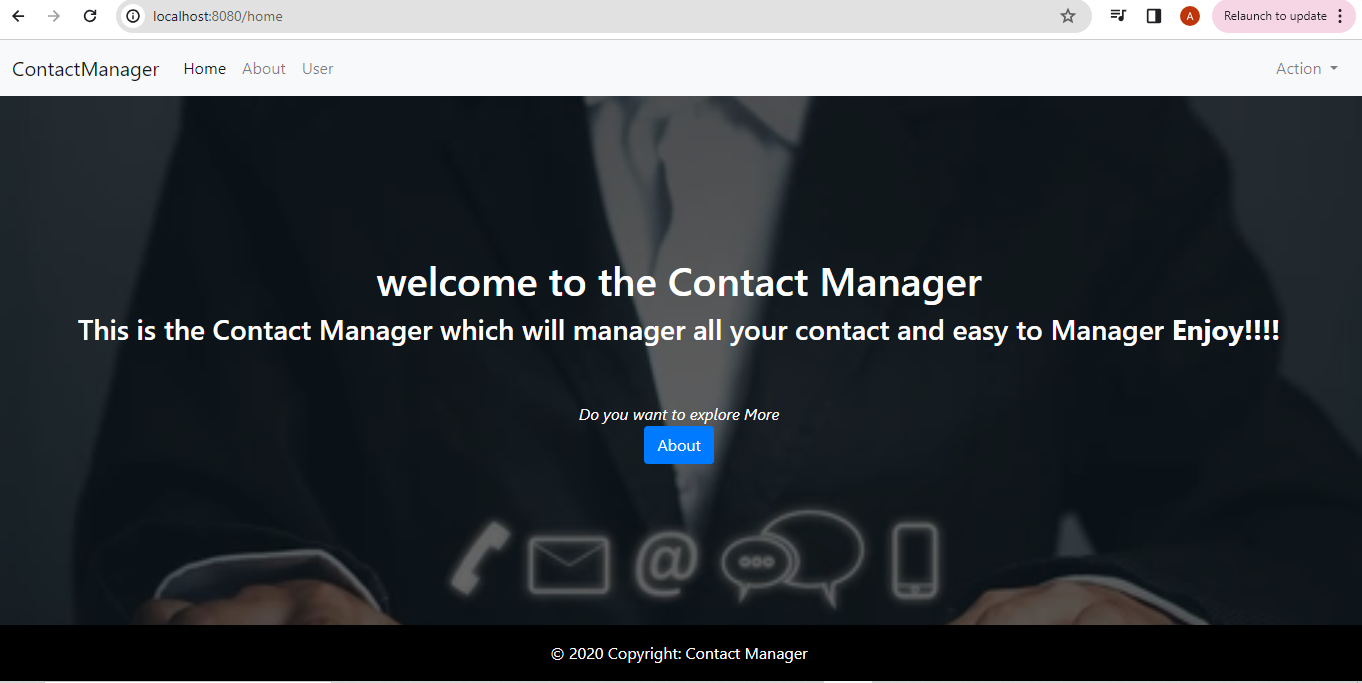 localhost:8080/home
A
Relaunch to update
ContactManager Home About User Action
welcome to the Contact Manager
This is the Contact Manager which will manager all your contact and easy to Manager Enjoy!!!!
Do you want to explore More
About
@
© 2020 Copyright: Contact Manager